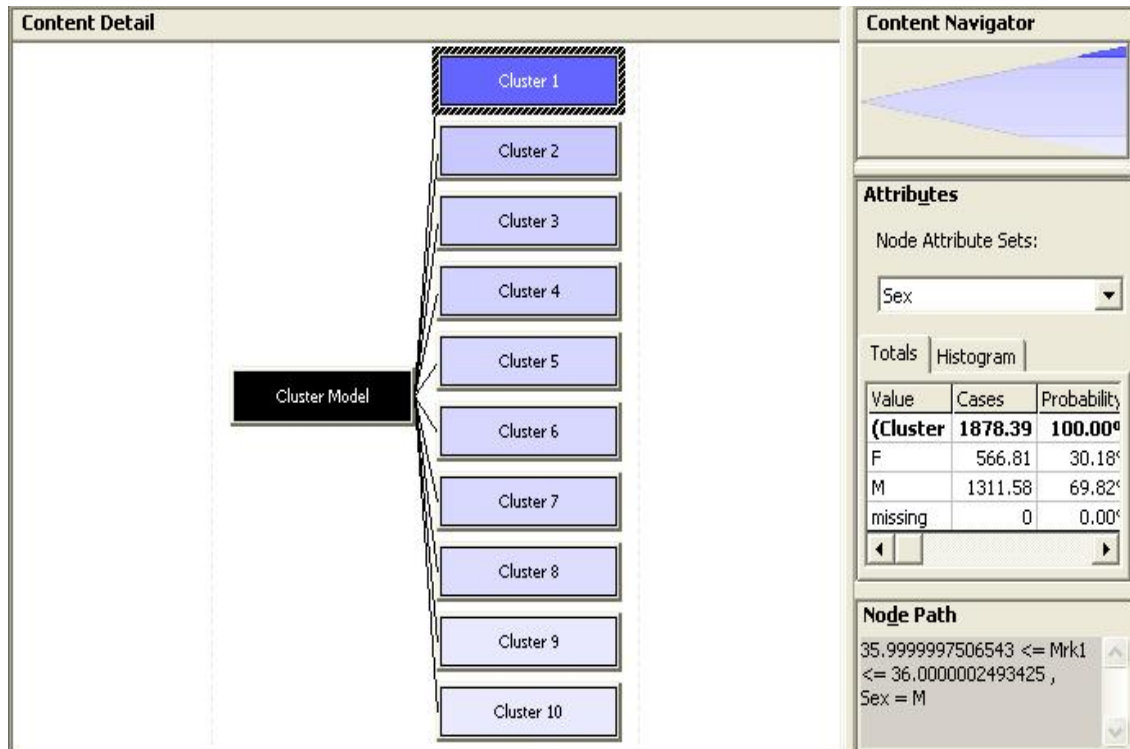 Content Detail
Cluster Model
Cluster 1
Cluster 2
Cluster 3
Cluster 4
Cluster 5
Cluster 6
Cluster 7
Cluster 8
Cluster 9
Cluster 10
Content Navigator
Attributes
Node Attribute Sets:
Sex
Totals Histogram
Value Cases Probability
(Cluster 1878.39 100.00%
F 566.81 30.18%
M 1311.58 69.82%
missing 0 0.00%
Node Path
35.9999997506543 <= Mrk1
<= 36.0000002493425 ,
Sex = M